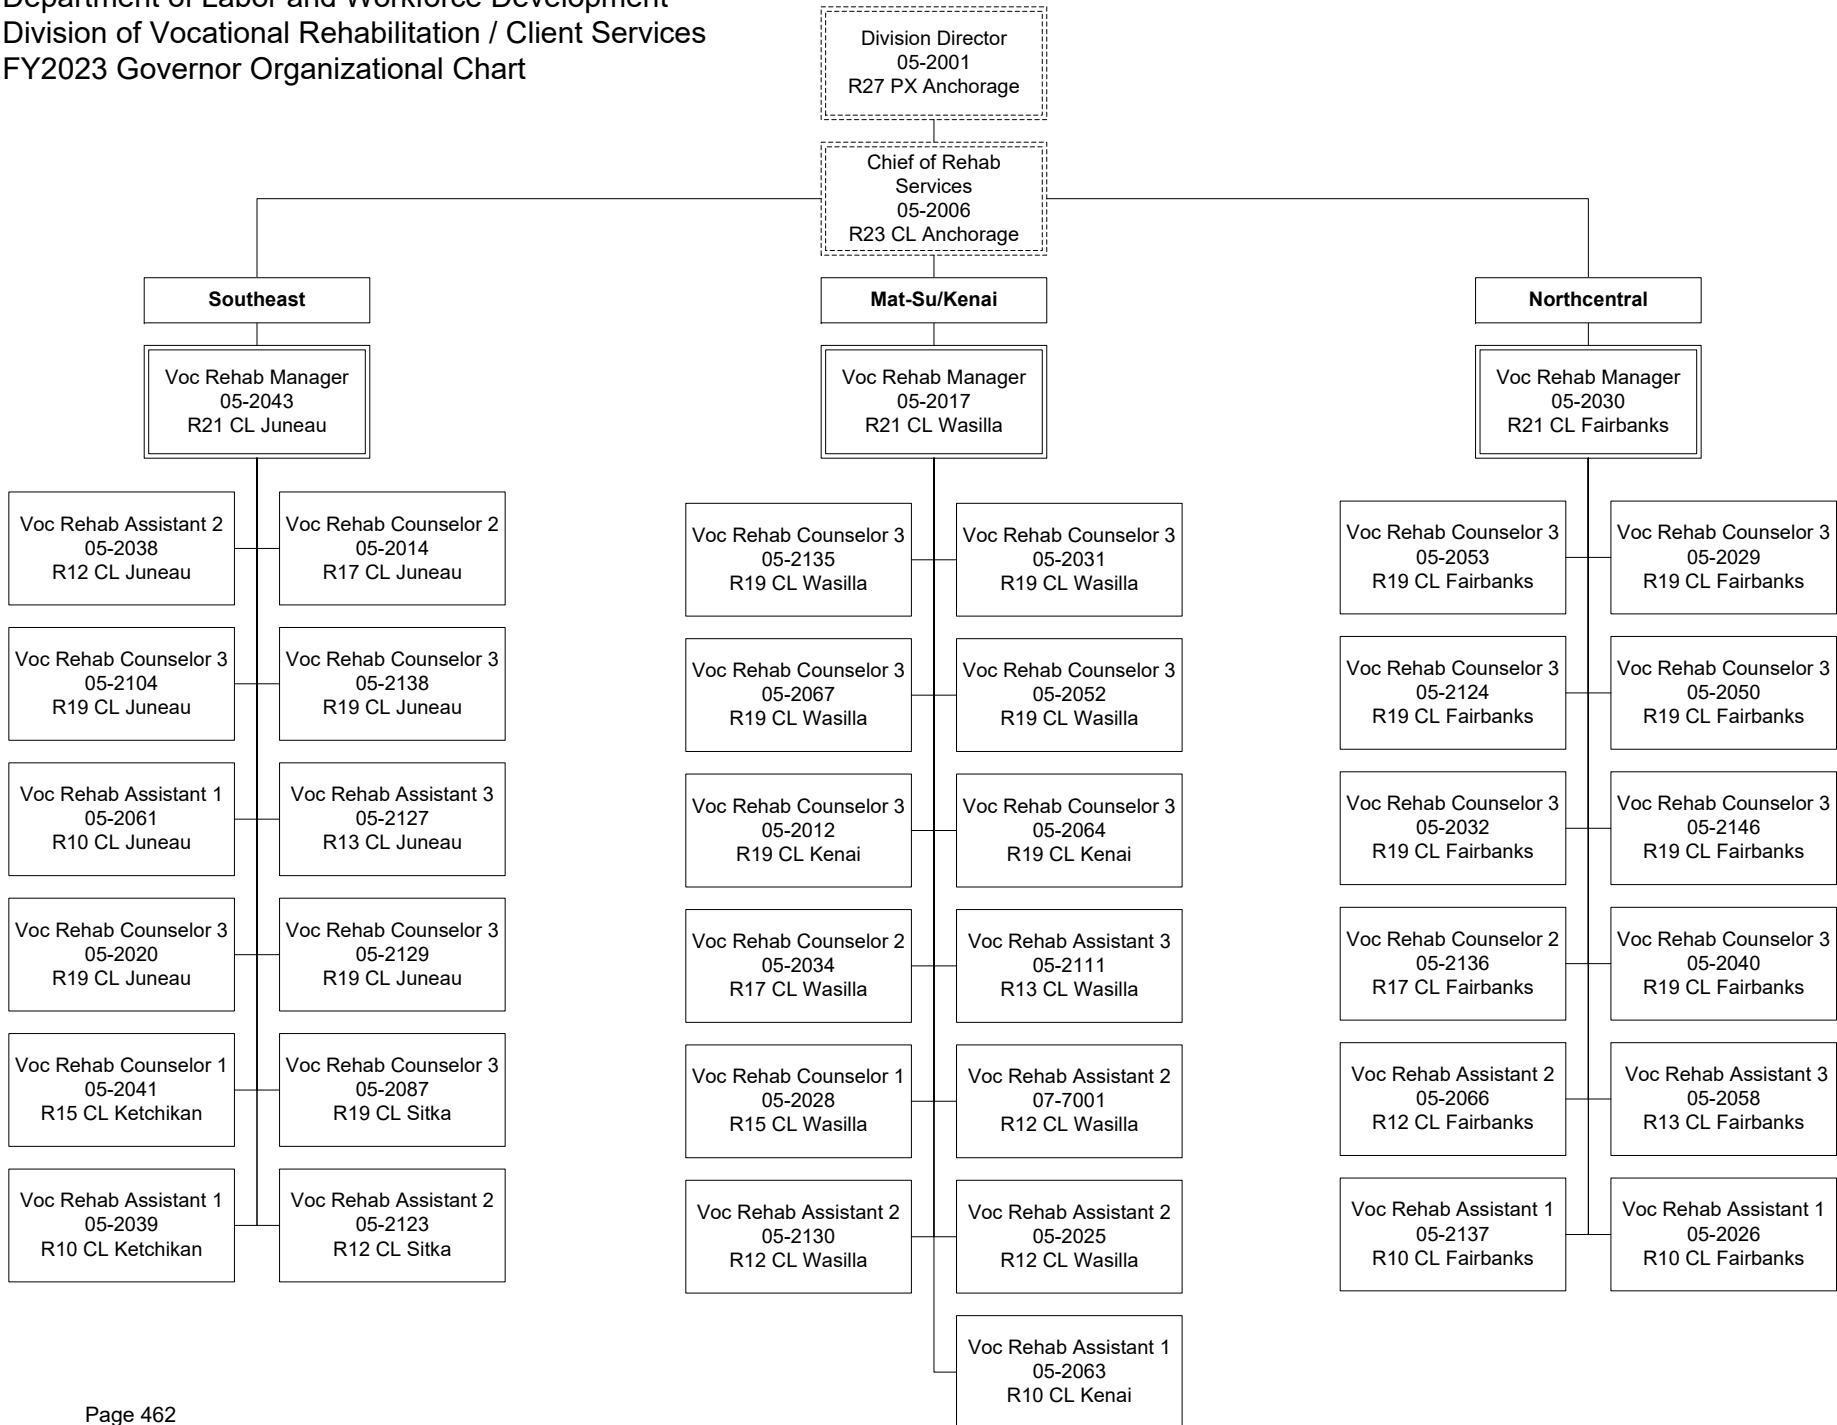 Department of Labor and Workforce Development
Division of Vocational Rehabilitation / Client Services
FY2023 Governor Organizational Chart
Division Director
05-2001
R27 PX Anchorage
Chief of Rehab
Services
05-2006
R23 CL Anchorage
Southeast
Voc Rehab Manager
05-2043
R21 CL Juneau
Voc Rehab Assistant 2
05-2038
R12 CL Juneau
Voc Rehab Counselor 2
05-2014
R17 CL Juneau
Voc Rehab Counselor 3
05-2104
R19 CL Juneau
Voc Rehab Counselor 3
05-2138
R19 CL Juneau
Voc Rehab Assistant 1
05-2061
R10 CL Juneau
Voc Rehab Assistant 3
05-2127
R13 CL Juneau
Voc Rehab Counselor 3
05-2020
R19 CL Juneau
Voc Rehab Counselor 3
05-2129
R19 CL Juneau
Voc Rehab Counselor 1
05-2041
R15 CL Ketchikan
Voc Rehab Counselor 3
05-2087
R19 CL Sitka
Voc Rehab Assistant 1
05-2039
R10 CL Ketchikan
Voc Rehab Assistant 2
05-2123
R12 CL Sitka
Mat-Su/Kenai
Voc Rehab Manager
05-2017
R21 CL Wasilla
Voc Rehab Counselor 3
05-2135
R19 CL Wasilla
Voc Rehab Counselor 3
05-2031
R19 CL Wasilla
Voc Rehab Counselor 3
05-2067
R19 CL Wasilla
Voc Rehab Counselor 3
05-2052
R19 CL Wasilla
Voc Rehab Counselor 3
05-2012
R19 CL Kenai
Voc Rehab Counselor 3
05-2064
R19 CL Kenai
Voc Rehab Counselor 2
05-2034
R17 CL Wasilla
Voc Rehab Assistant 3
05-2111
R13 CL Wasilla
Voc Rehab Counselor 1
05-2028
R15 CL Wasilla
Voc Rehab Assistant 2
07-7001
R12 CL Wasilla
Voc Rehab Assistant 2
05-2130
R12 CL Wasilla
Voc Rehab Assistant 2
05-2025
R12 CL Wasilla
Voc Rehab Assistant 1
05-2063
R10 CL Kenai
Northcentral
Voc Rehab Manager
05-2030
R21 CL Fairbanks
Voc Rehab Counselor 3
05-2053
R19 CL Fairbanks
Voc Rehab Counselor 3
05-2029
R19 CL Fairbanks
Voc Rehab Counselor 3
05-2124
R19 CL Fairbanks
Voc Rehab Counselor 3
05-2050
R19 CL Fairbanks
Voc Rehab Counselor 3
05-2032
R19 CL Fairbanks
Voc Rehab Counselor 3
05-2146
R19 CL Fairbanks
Voc Rehab Counselor 2
05-2136
R17 CL Fairbanks
Voc Rehab Counselor 3
05-2040
R19 CL Fairbanks
Voc Rehab Assistant 2
05-2066
R12 CL Fairbanks
Voc Rehab Assistant 3
05-2058
R13 CL Fairbanks
Voc Rehab Assistant 1
05-2137
R10 CL Fairbanks
Voc Rehab Assistant 1
05-2026
R10 CL Fairbanks
Page 462